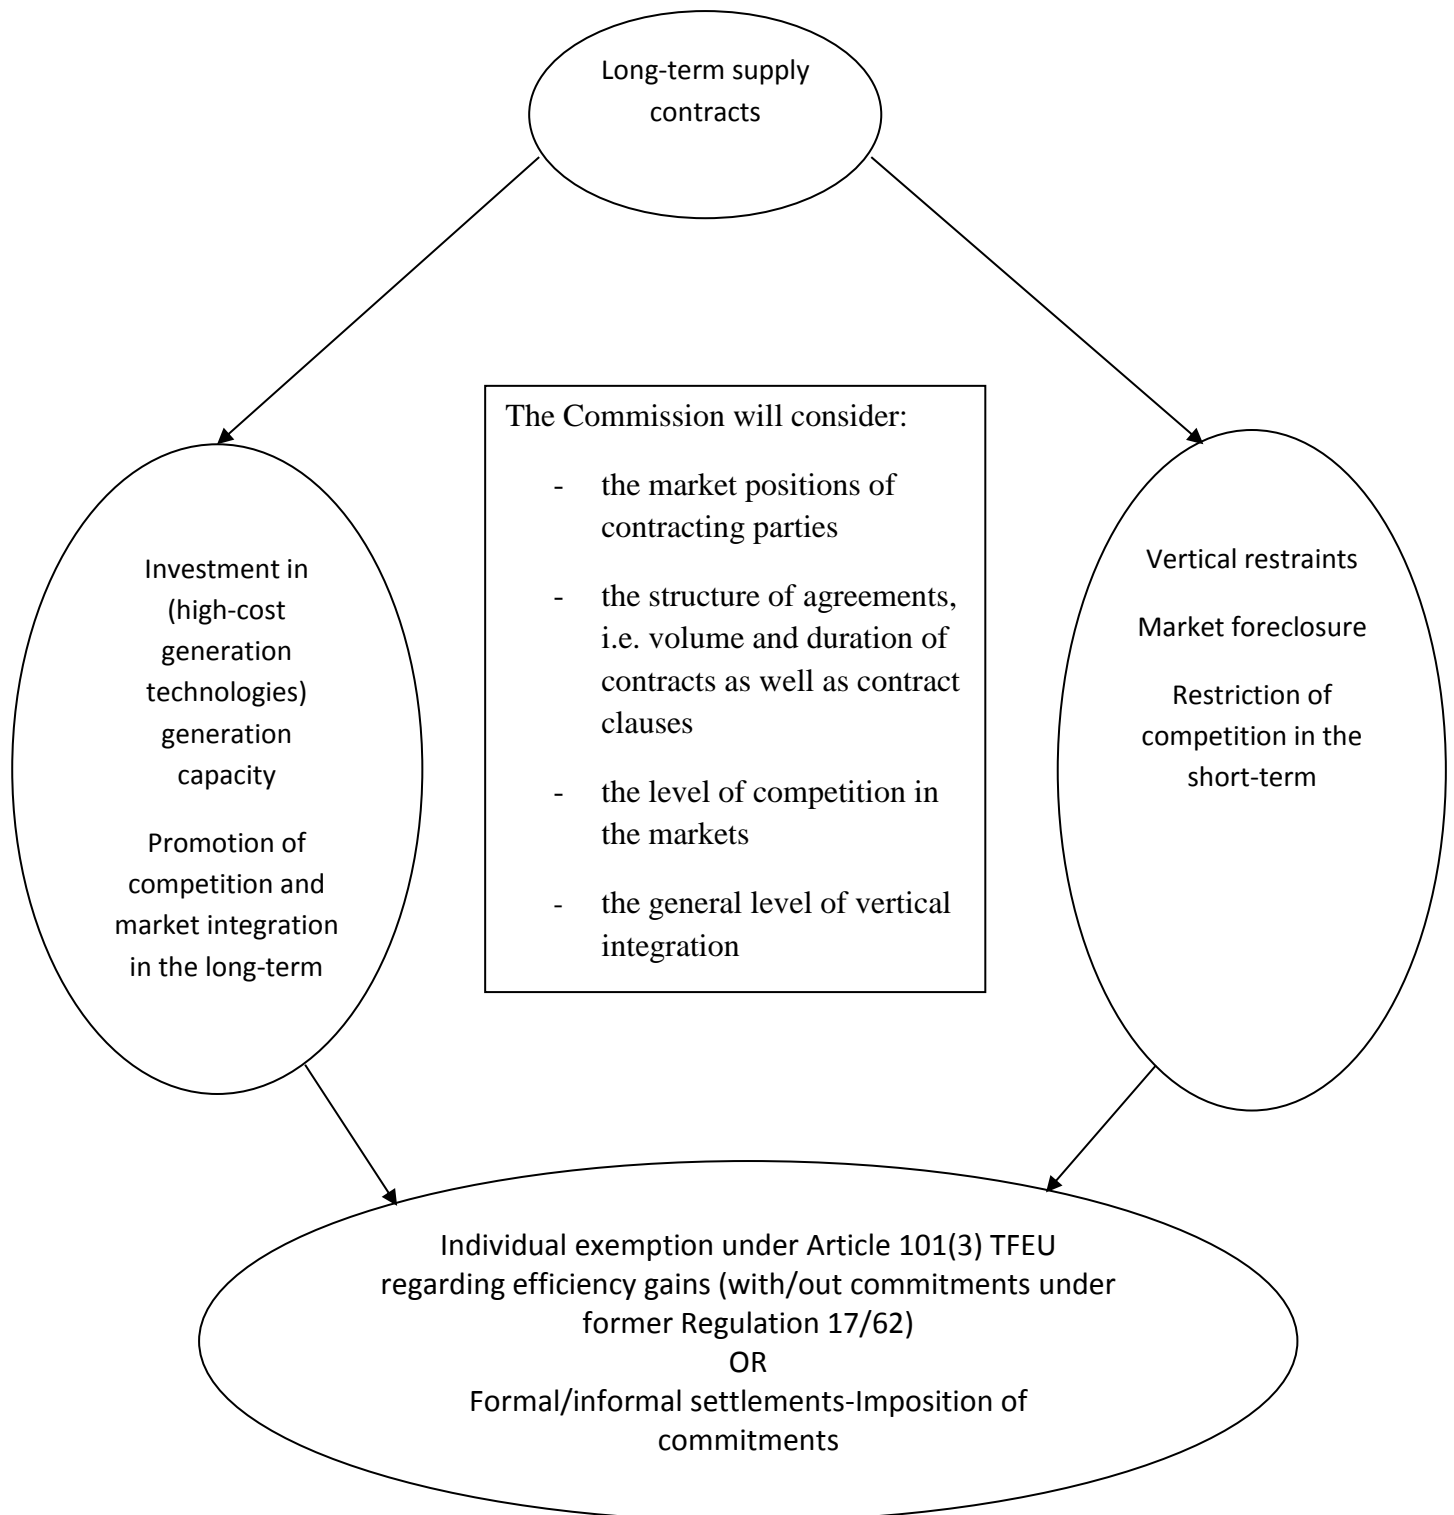 Long-term supply
contracts
The Commission will consider:
- the market positions of
contracting parties
- the structure of agreements,
i.e. volume and duration of
contracts as well as contract
clauses
- the level of competition in
the markets
- the general level of vertical
integration
Investment in
(high-cost
generation
technologies)
generation
capacity
Promotion of
competition and
market integration
in the long-term
Vertical restraints
Market foreclosure
Restriction of
competition in the
short-term
Individual exemption under Article 101(3) TFEU
regarding efficiency gains (with/out commitments under
former Regulation 17/62)
OR
Formal/informal settlements-Imposition of
commitments